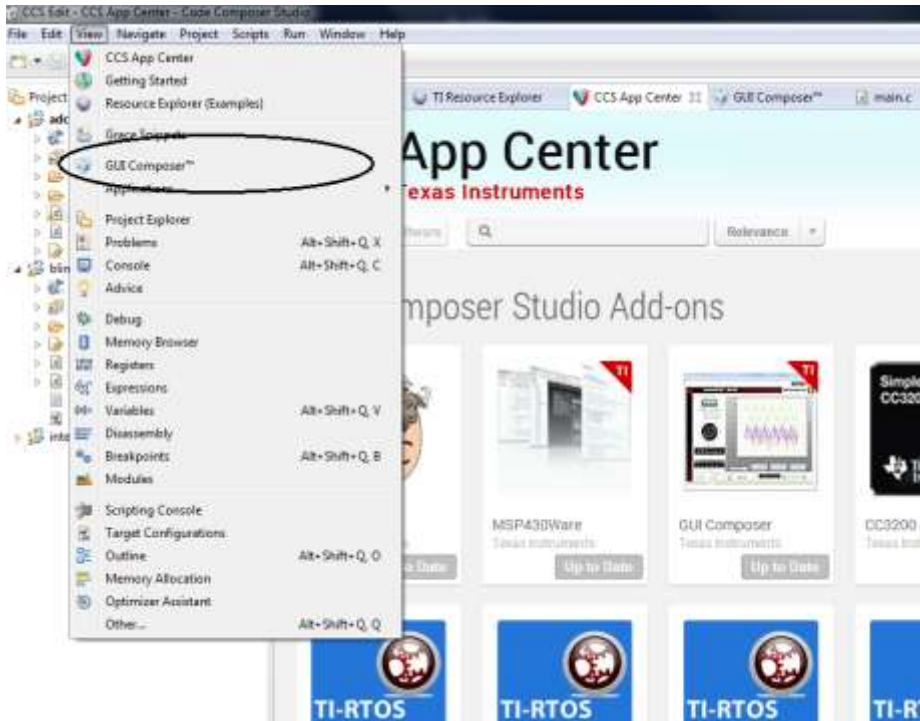 CCS Edit - CCS App Center - Code Composer Studio
File Edit View Navigate Project Scripts Run Window Help
CCS App Center
Getting Started
Resource Explorer (Examples)
Grace Snippets
GUI Composer™
Applications
Project Explorer
Problems Alt+Shift+Q, X
Console Alt+Shift+Q, C
Advice
Debug
Memory Browser
Registers
Expressions
Variables Alt+Shift+Q, V
Disassembly
Breakpoints Alt+Shift+Q, B
Modules
Scripting Console
Target Configurations
Outline Alt+Shift+Q, O
Memory Allocation
Optimizer Assistant
Other... Alt+Shift+Q, Q
Project
TI Resource Explorer CCS App Center GUI Composer™ main.c
App Center
exas Instruments
Relevance
mposer Studio Add-ons
TI
TI
MSP430Ware
Texas Instruments
Up to Date
GUI Composer
Texas Instruments
Up to Date
Simple
CC320
CC3200
TI-RTOS
TI-RTOS
TI-RTOS
TI-R